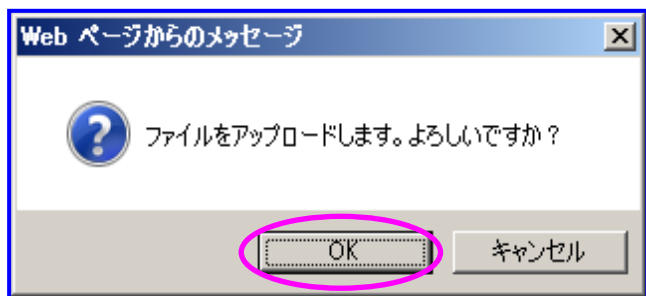 Web ページからのメッセージ
ファイルをアップロードします。よろしいですか?
OK
キャンセル